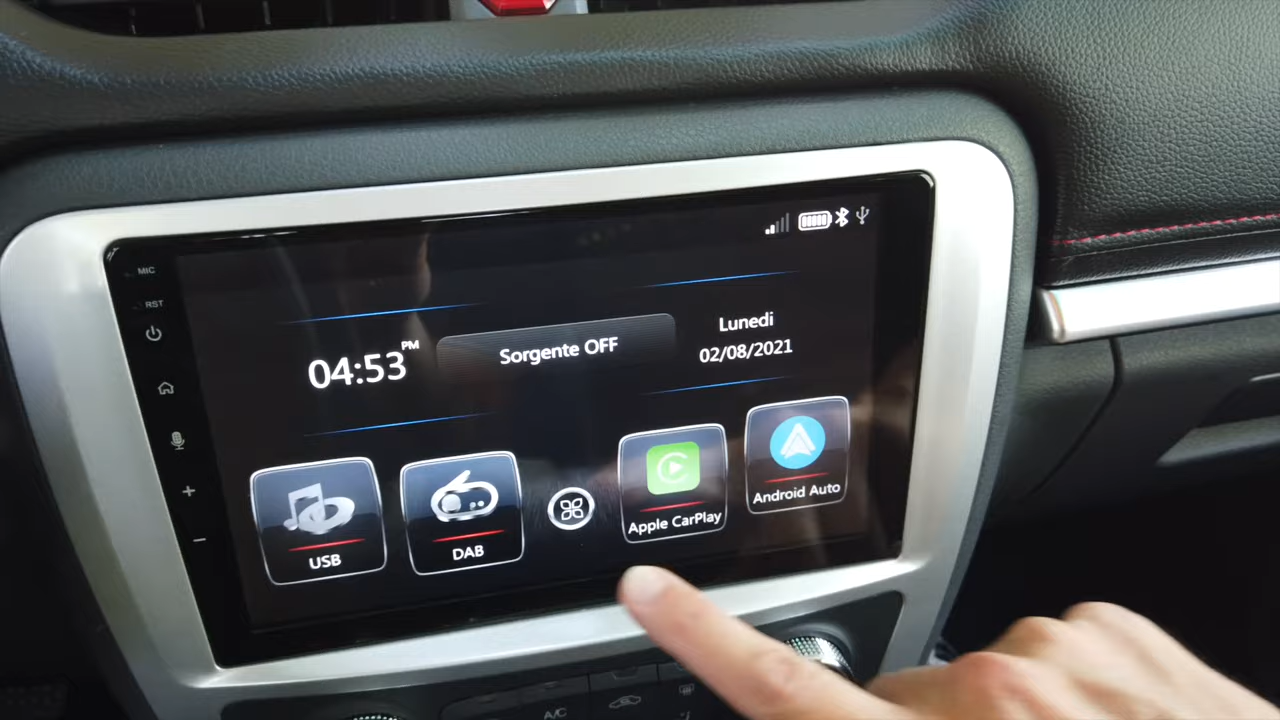 MIC
RST
04:53 PM
Sorgente OFF
Lunedi
02/08/2021
USB
DAB
Apple CarPlay
Android Auto
A/C